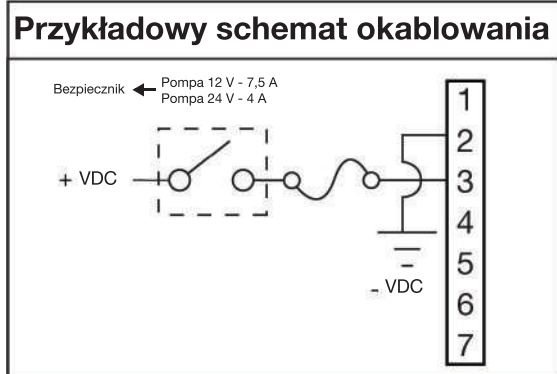 Przykładowy schemat okablowania
Bezpiecznik
Pompa 12 V - 7,5 A
Pompa 24 V - 4 A
+ VDC
- VDC
1
2
3
4
5
6
7